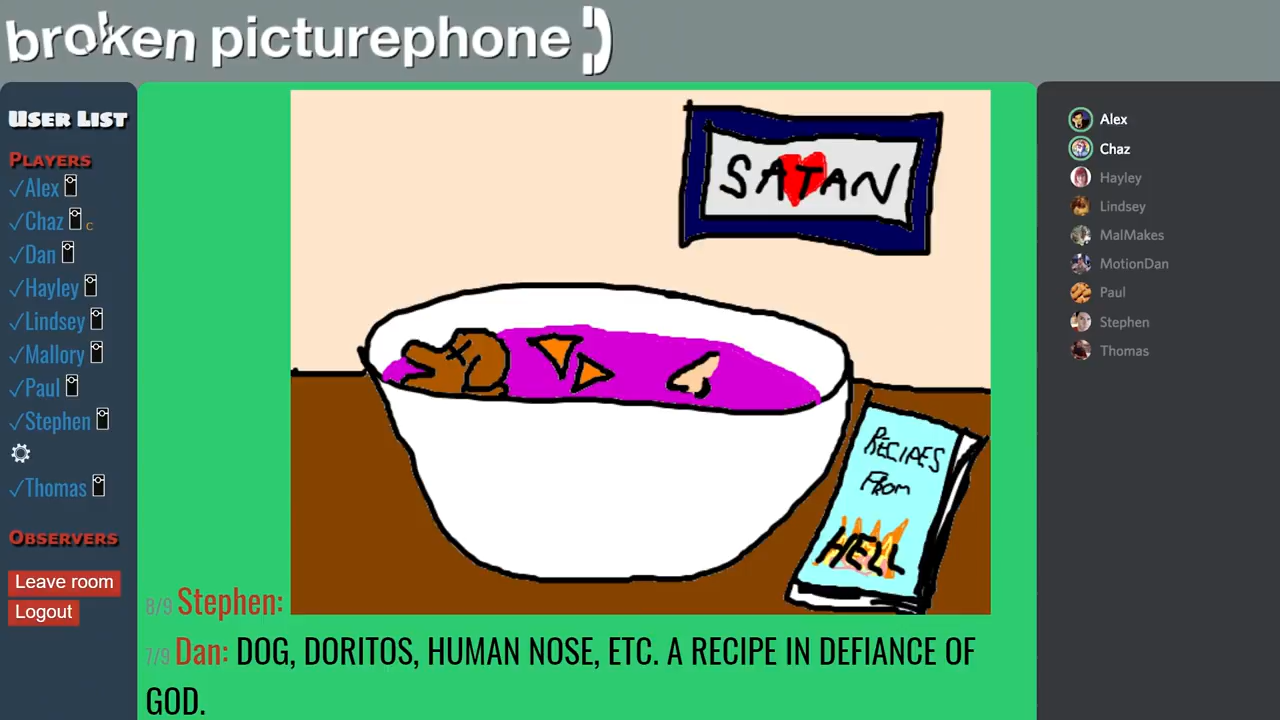 broken picturephone
USER LIST
PLAYERS
✓Alex
✓Chaz C
✓Dan
✓Hayley
✓Lindsey
✓Mallory
✓Paul
✓Stephen
✓Thomas
OBSERVERS
Leave room
Logout
SATAN
RECIPES
FROM
HELL
8/9 Stephen:
7/9 Dan: DOG, DORITOS, HUMAN NOSE, ETC. A RECIPE IN DEFIANCE OF
GOD.
Alex
Chaz
Hayley
Lindsey
MalMakes
MotionDan
Paul
Stephen
Thomas